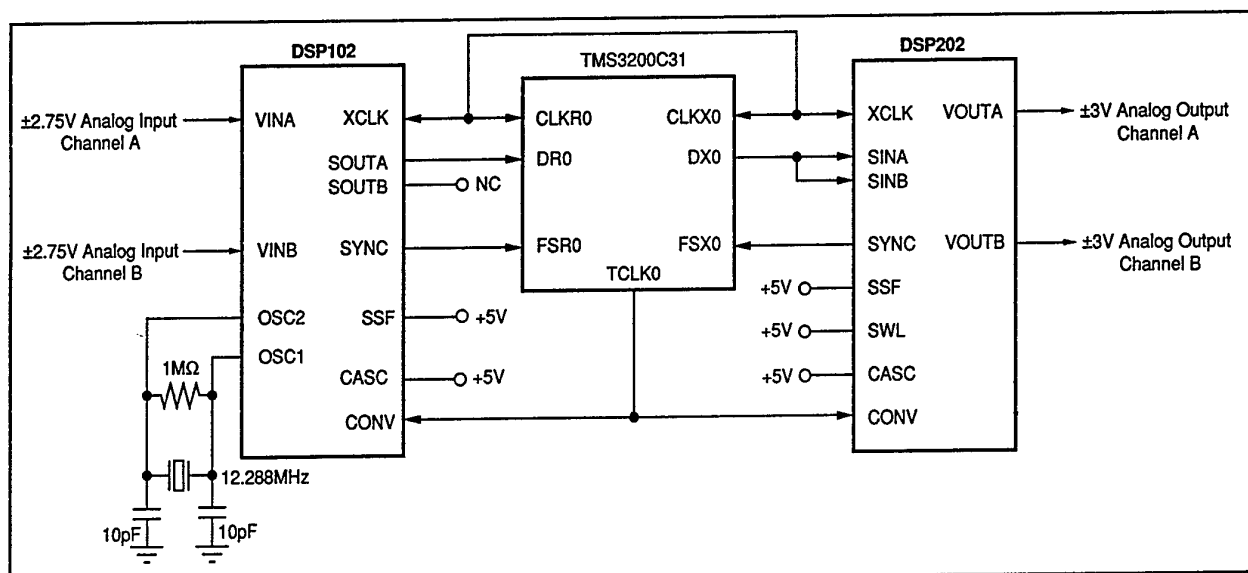 DSP102
TMS3200C31
DSP202
±2.75V Analog Input
Channel A
VINA
XCLK
CLKR0
CLKX0
XCLK
VOUTA
±3V Analog Output
Channel A
SOUTA
DR0
DX0
SINA
SOUTB
NC
SINB
±2.75V Analog Input
Channel B
VINB
SYNC
FSR0
FSX0
SYNC
VOUTB
±3V Analog Output
Channel B
TCLK0
+5V
SSF
OSC2
SSF
+5V
+5V
SWL
OSC1
1MΩ
CASC
+5V
+5V
CASC
CONV
CONV
12.288MHz
10pF
10pF